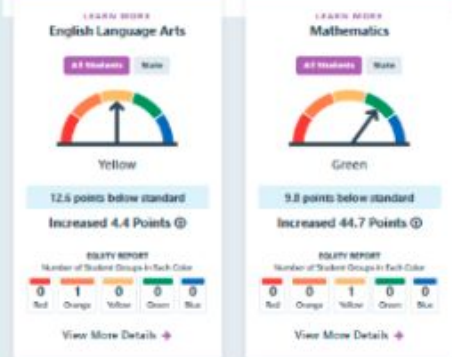 LEARN MORE
English Language Arts
All Students State
Yellow
12.6 points below standard
Increased 4.4 Points
EQUITY REPORT
Number of Student Groups in Each Color
0 1 0 0 0
Red Orange Yellow Green Blue
View More Details →
LEARN MORE
Mathematics
All Students State
Green
9.8 points below standard
Increased 44.7 Points
EQUITY REPORT
Number of Student Groups in Each Color
0 0 1 0 0
Red Orange Yellow Green Blue
View More Details →